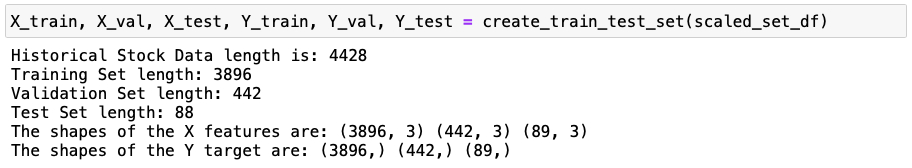 X_train, X_val, X_test, Y_train, Y_val, Y_test = create_train_test_set(scaled_set_df)
Historical Stock Data length is: 4428
Training Set length: 3896
Validation Set length: 442
Test Set length: 88
The shapes of the X features are: (3896, 3) (442, 3) (89, 3)
The shapes of the Y target are: (3896,) (442,) (89,)